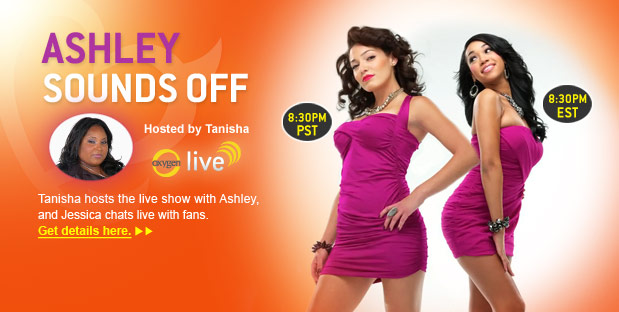 ASHLEY
SOUNDS OFF
Hosted by Tanisha
oxygen live
Tanisha hosts the live show with Ashley,
and Jessica chats live with fans.
Get details here.
8:30PM
PST
8:30PM
EST